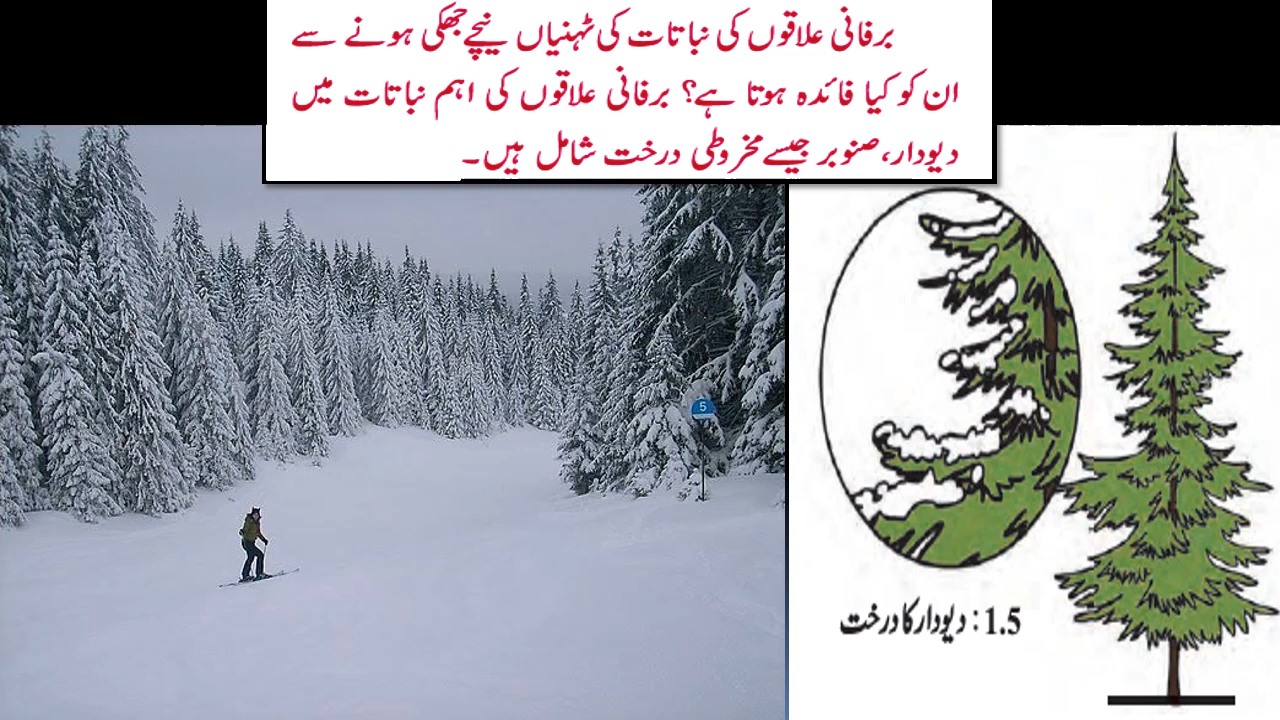 برفانی علاقوں کی نباتات کی ٹہنیاں نیچے جھکی ہونے سے
ان کو کیا فائدہ ہوتا ہے؟ برفانی علاقوں کی اہم نباتات میں
دیودار، صنوبر جیسے مخروطی درخت شامل ہیں۔
5
1.5 : دیودار کا درخت